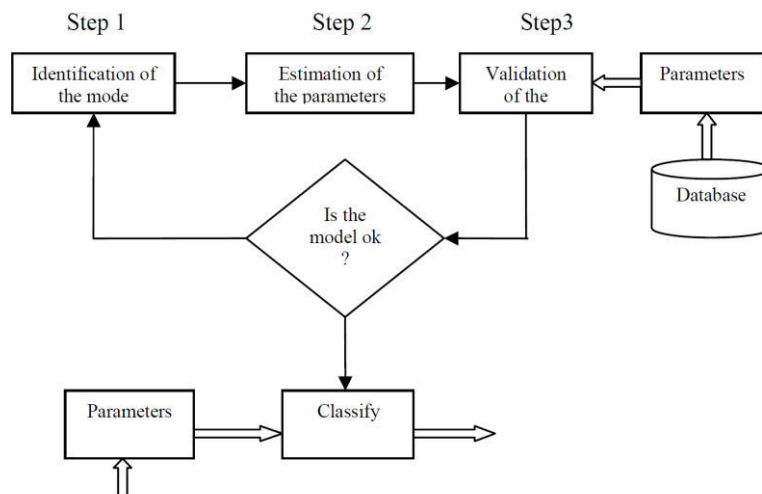 Step 1
Step 2
Step3
Identification of
the mode
Estimation of
the parameters
Validation
of the
Parameters
Database
Is the
model ok
?
Parameters
Classify